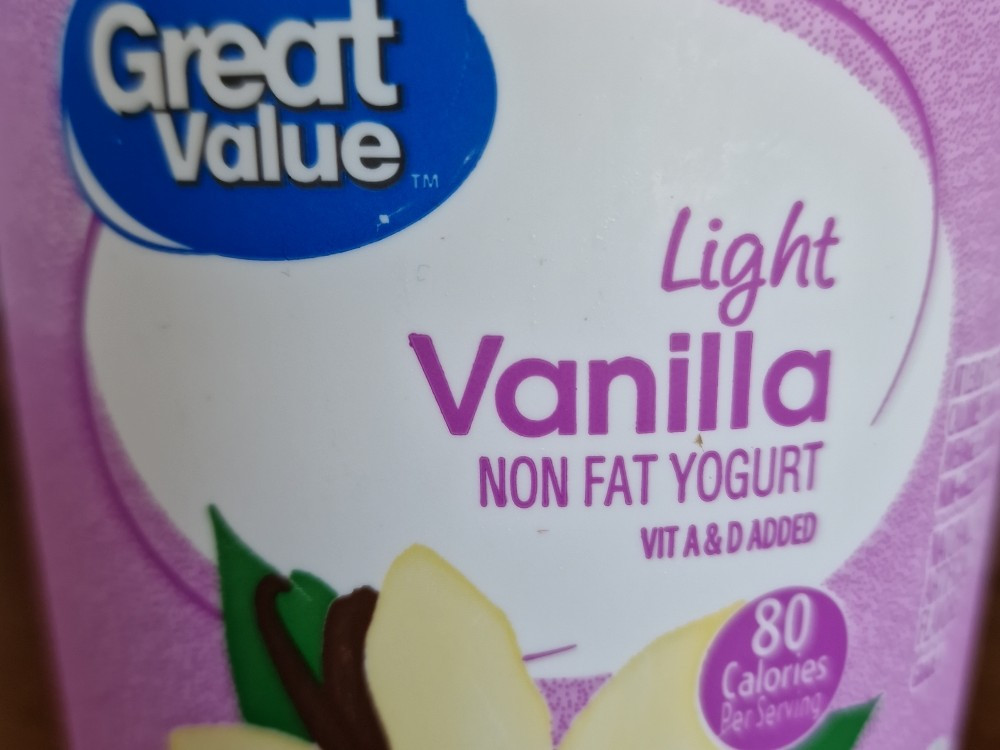 Great
Value
TM
Light
Vanilla
NON FAT YOGURT
VIT A & D ADDED
80
Calories
Per Serving